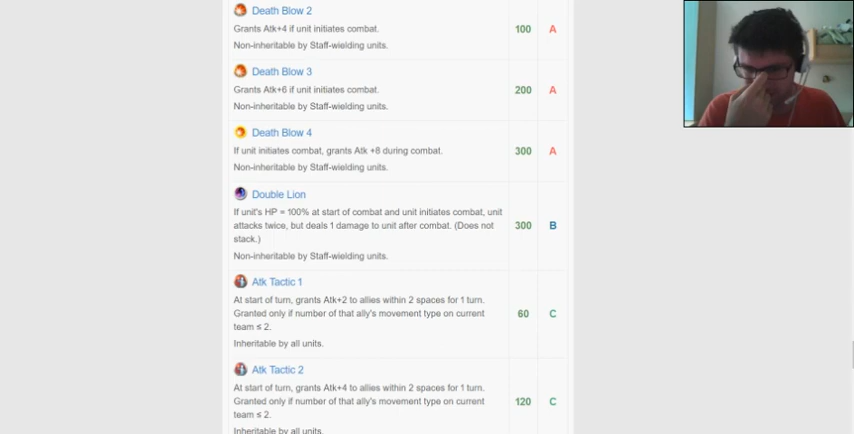 Death Blow 2
Grants Atk+4 if unit initiates combat.
100
A
Non-inheritable by Staff-wielding units.
Death Blow 3
Grants Atk+6 if unit initiates combat.
200
A
Non-inheritable by Staff-wielding units.
Death Blow 4
If unit initiates combat, grants Atk +8 during combat.
300
A
Non-inheritable by Staff-wielding units.
Double Lion
If unit's HP = 100% at start of combat and unit initiates combat, unit
attacks twice, but deals 1 damage to unit after combat. (Does not
stack.)
300
B
Non-inheritable by Staff-wielding units.
Atk Tactic 1
At start of turn, grants Atk+2 to allies within 2 spaces for 1 turn.
Granted only if number of that ally's movement type on current
team ≤ 2.
60
C
Inheritable by all units.
Atk Tactic 2
At start of turn, grants Atk+4 to allies within 2 spaces for 1 turn.
Granted only if number of that ally's movement type on current
team ≤ 2.
120
C
Inheritable by all units.